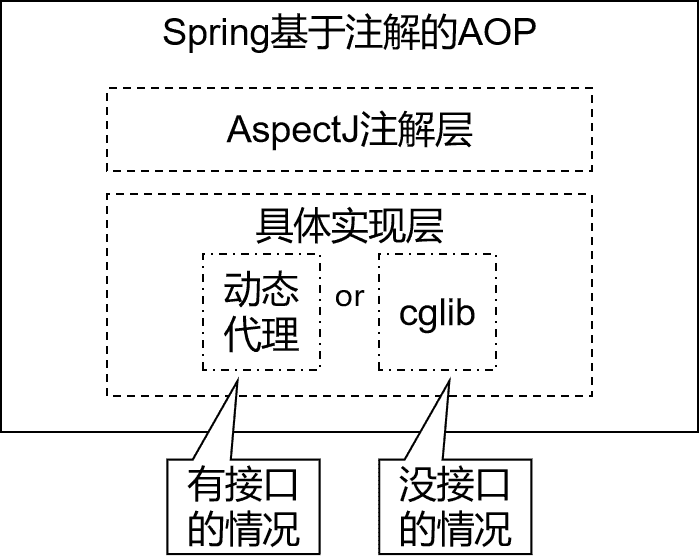 Spring基于注解的AOP
AspectJ注解层
具体实现层
动态
代理
or
cglib
有接口
的情况
没接口
的情况